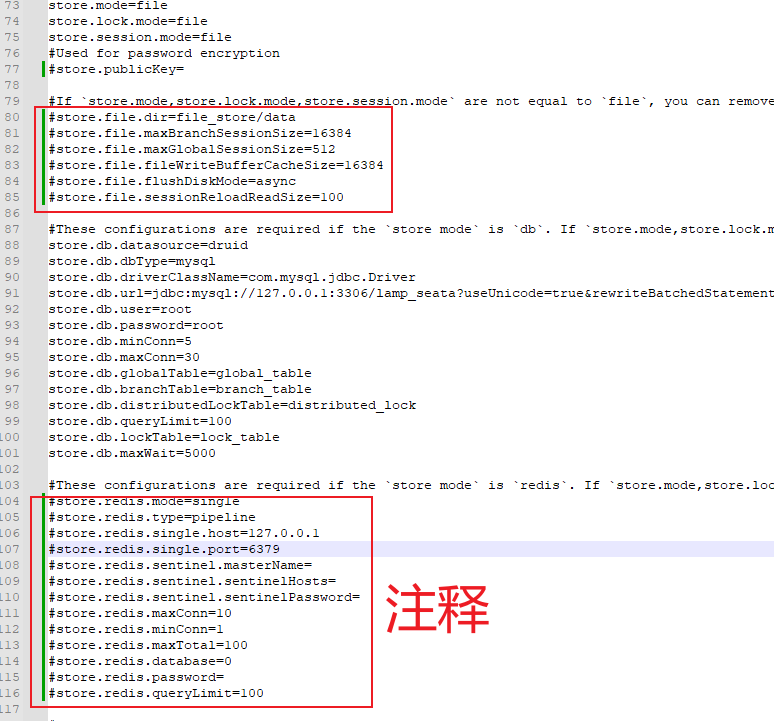 73 store.mode=file
74 store.lock.mode=file
75 store.session.mode=file
76 #Used for password encryption
77 #store.publicKey=
78
79 #If `store.mode,store.lock.mode,store.session.mode` are not equal to `file`, you can remove
80 #store.file.dir=file_store/data
81 #store.file.maxBranchSessionSize=16384
82 #store.file.maxGlobalSessionSize=512
83 #store.file.fileWriteBufferCacheSize=16384
84 #store.file.flushDiskMode=async
85 #store.file.sessionReloadReadSize=100
86
87 #These configurations are required if the `store mode` is `db`. If `store.mode,store.lock.m
88 store.db.datasource=druid
89 store.db.dbType=mysql
90 store.db.driverClassName=com.mysql.jdbc.Driver
91 store.db.url=jdbc:mysql://127.0.0.1:3306/lamp_seata?useUnicode=true&rewriteBatchedStatement
92 store.db.user=root
93 store.db.password=root
94 store.db.minConn=5
95 store.db.maxConn=30
96 store.db.globalTable=global_table
97 store.db.branchTable=branch_table
98 store.db.distributedLockTable=distributed_lock
99 store.db.queryLimit=100
100 store.db.lockTable=lock_table
101 store.db.maxWait=5000
102
103 #These configurations are required if the `store mode` is `redis`. If `store.mode,store.loc
104 #store.redis.mode=single
105 #store.redis.type=pipeline
106 #store.redis.single.host=127.0.0.1
107 #store.redis.single.port=6379
108 #store.redis.sentinel.masterName=
109 #store.redis.sentinel.sentinelHosts=
110 #store.redis.sentinel.sentinelPassword=
111 #store.redis.maxConn=10
112 #store.redis.minConn=1
113 #store.redis.maxTotal=100
114 #store.redis.database=0
115 #store.redis.password=
116 #store.redis.queryLimit=100
117
注释